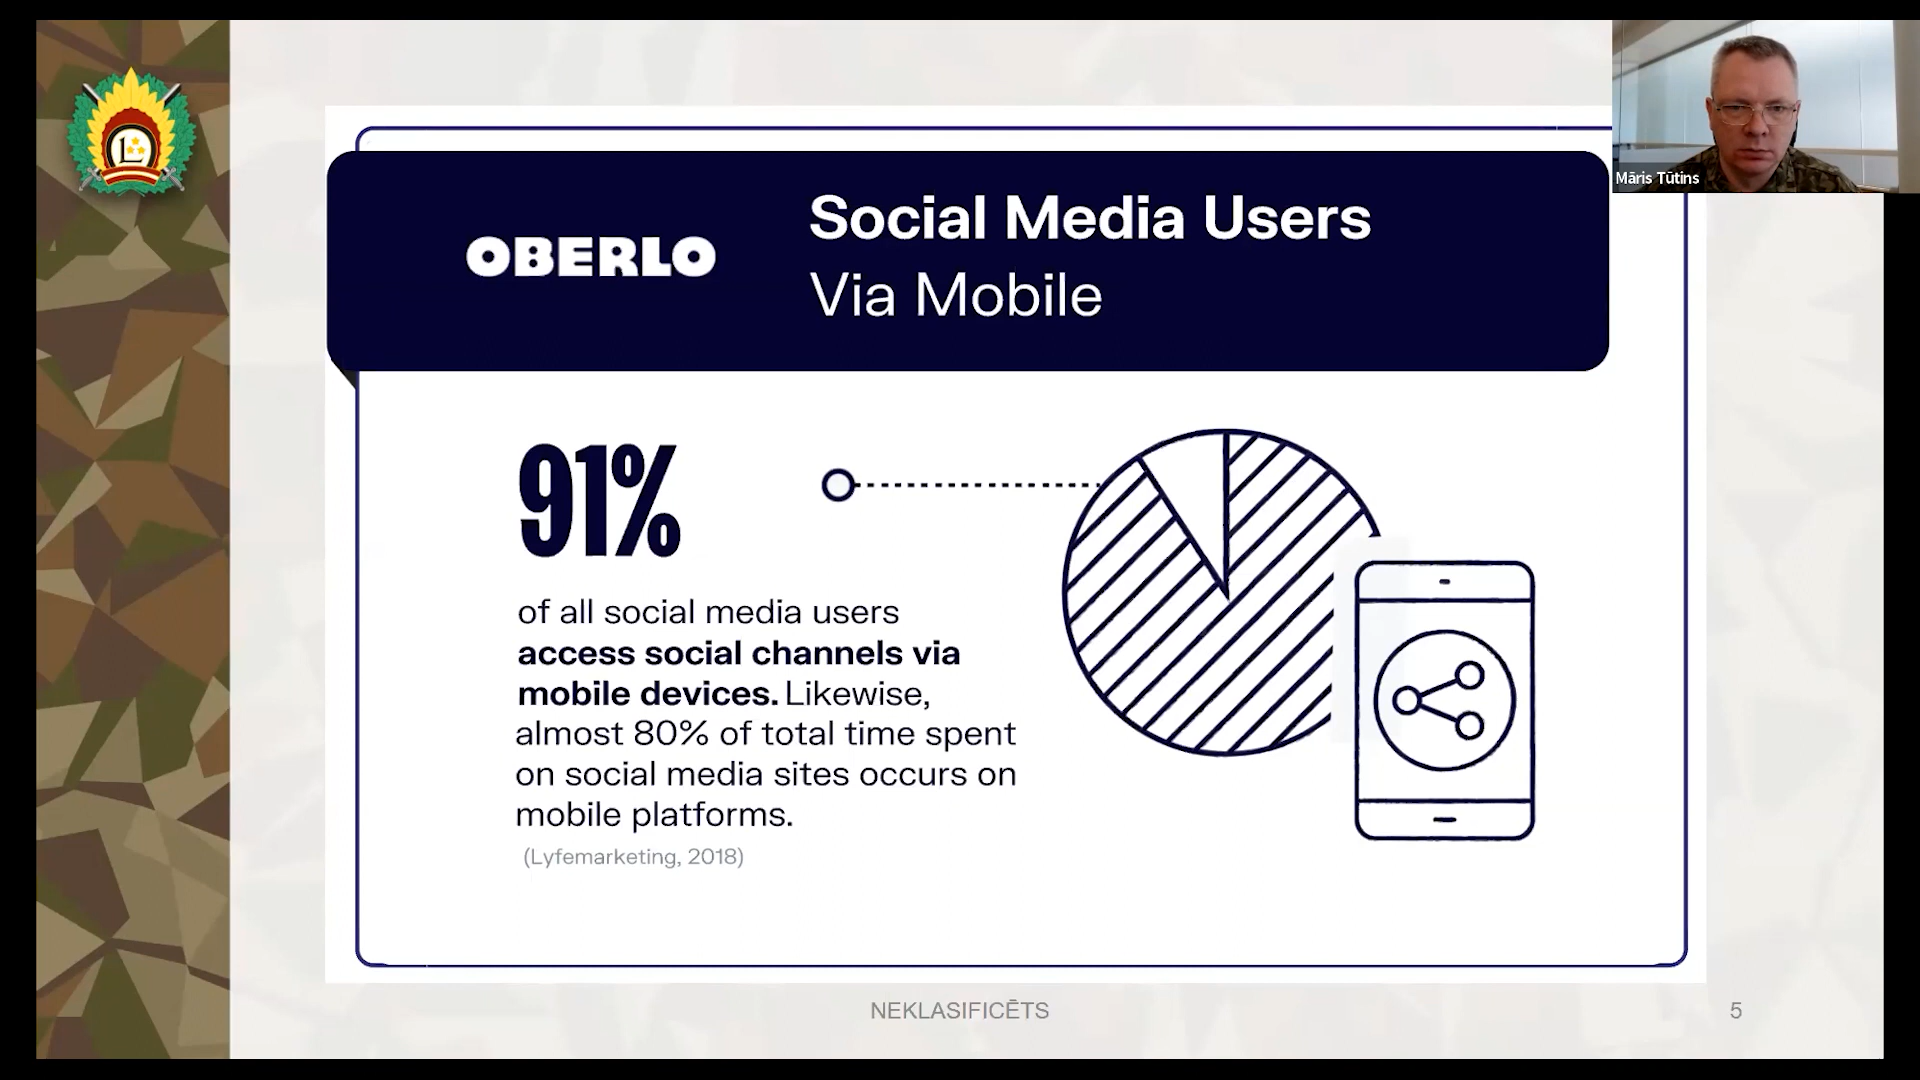 Māris Tūtins
OBERLO
Social Media Users
Via Mobile
91%
of all social media users
access social channels via
mobile devices. Likewise,
almost 80% of total time spent
on social media sites occurs on
mobile platforms.
(Lyfemarketing, 2018)
NEKLASIFICĒTS
5